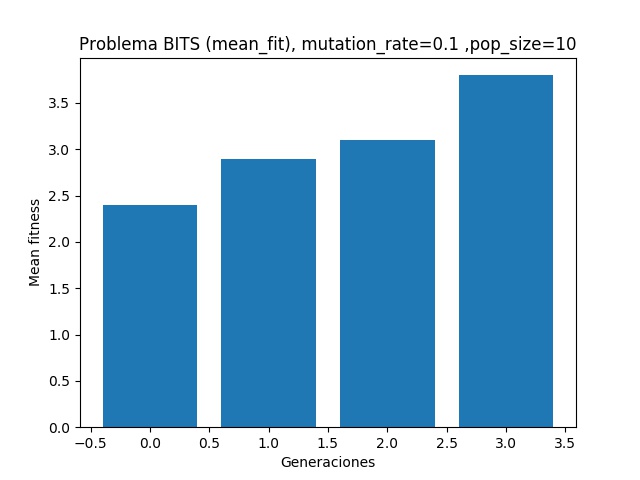 Problema BITS (mean_fit), mutation_rate=0.1 ,pop_size=10
Mean fitness
3.5
3.0
2.5
2.0
1.5
1.0
0.5
0.0
−0.5 0.0 0.5 1.0 1.5 2.0 2.5 3.0 3.5
Generaciones